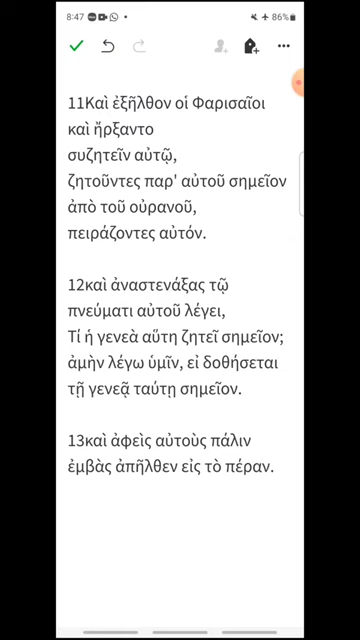 8:47
86%
11Καὶ ἐξῆλθον οἱ Φαρισαῖοι
καὶ ἤρξαντο
συζητεῖν αὐτῷ,
ζητοῦντες παρ' αὐτοῦ σημεῖον
ἀπὸ τοῦ οὐρανοῦ,
πειράζοντες αὐτόν.
12καὶ ἀναστενάξας τῷ
πνεύματι αὐτοῦ λέγει,
Τί ἡ γενεὰ αὕτη ζητεῖ σημεῖον;
ἀμὴν λέγω ὑμῖν, εἰ δοθήσεται
τῇ γενεᾷ ταύτῃ σημεῖον.
13καὶ ἀφεὶς αὐτοὺς πάλιν
ἐμβὰς ἀπῆλθεν εἰς τὸ πέραν.